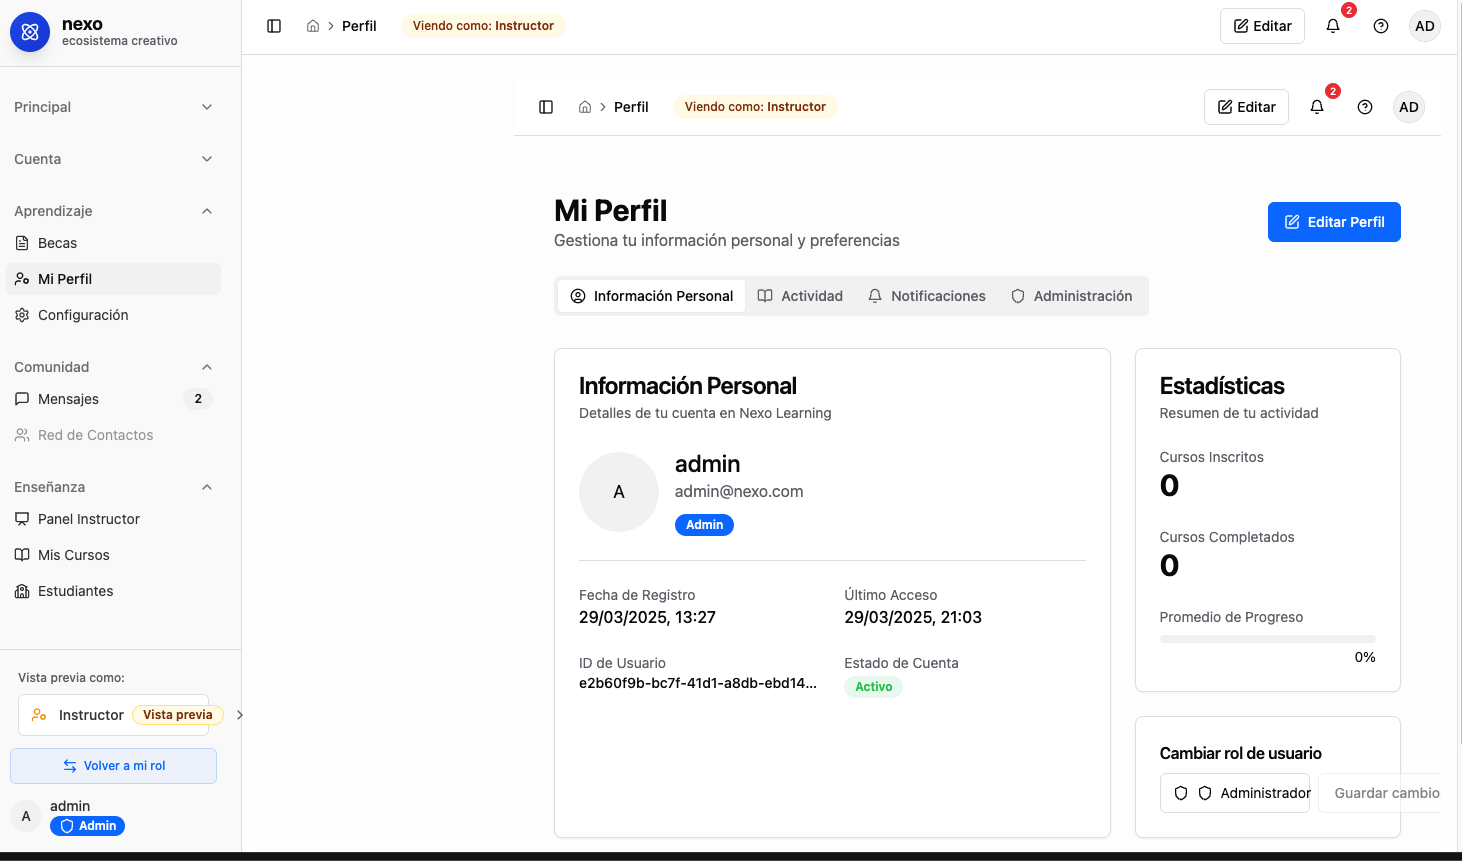 nexo
ecosistema creativo
Principal
Cuenta
Aprendizaje
Becas
Mi Perfil
Configuración
Comunidad
Mensajes 2
Red de Contactos
Enseñanza
Panel Instructor
Mis Cursos
Estudiantes
Vista previa como:
Instructor Vista previa
Volver a mi rol
A admin
Admin
Perfil Viendo como: Instructor Editar 2 AD
Perfil Viendo como: Instructor Editar 2 AD
Mi Perfil
Gestiona tu información personal y preferencias
Editar Perfil
Información Personal Actividad Notificaciones Administración
Información Personal
Detalles de tu cuenta en Nexo Learning
A
admin
admin@nexo.com
Admin
Fecha de Registro
29/03/2025, 13:27
Último Acceso
29/03/2025, 21:03
ID de Usuario
e2b60f9b-bc7f-41d1-a8db-ebd14...
Estado de Cuenta
Activo
Estadísticas
Resumen de tu actividad
Cursos Inscritos
0
Cursos Completados
0
Promedio de Progreso
0%
Cambiar rol de usuario
Administrador Guardar cambio